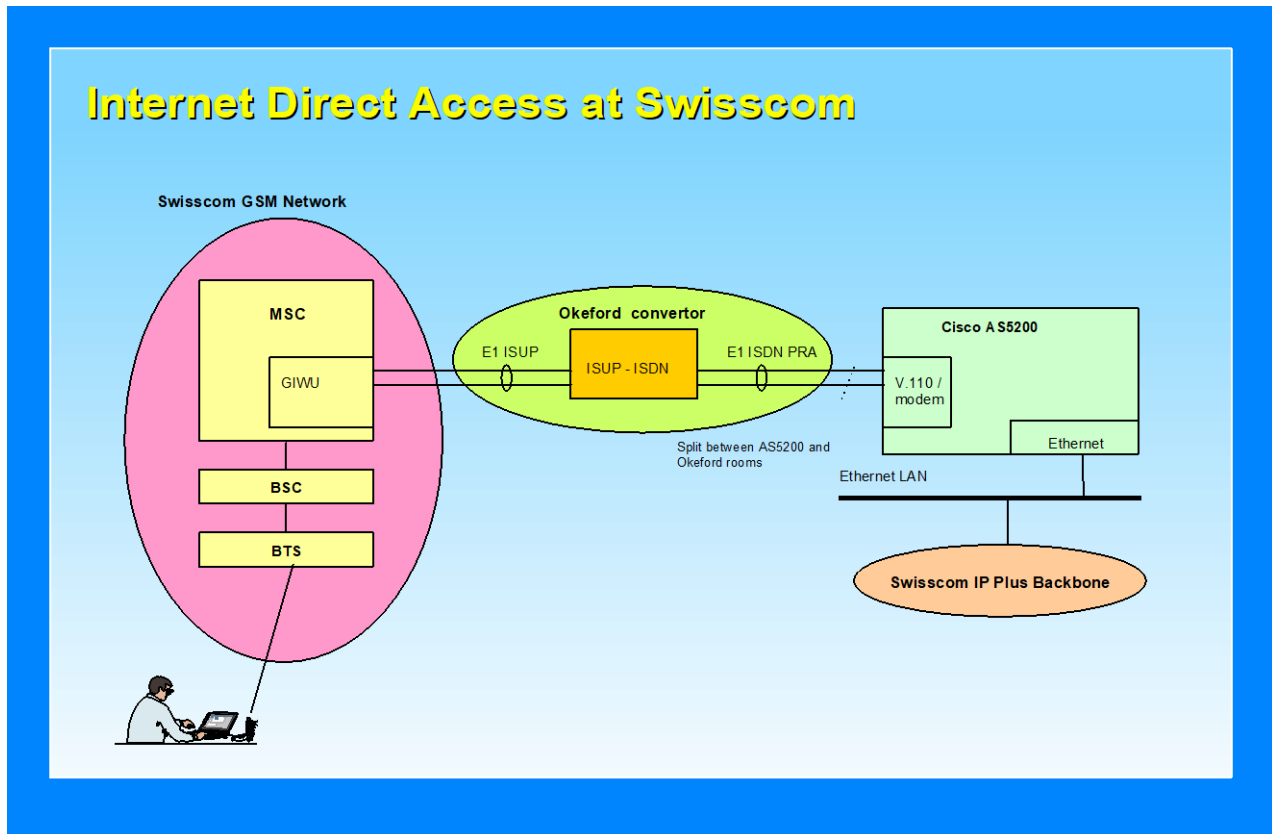 Internet Direct Access at Swisscom
Swisscom GSM Network
MSC
GIWU
BSC
BTS
Okeford convertor
E1 ISUP
ISUP - ISDN
E1 ISDN PRA
Split between AS5200 and
Okeford rooms
Cisco AS5200
V.110 /
modem
Ethernet
Ethernet LAN
Swisscom IP Plus Backbone